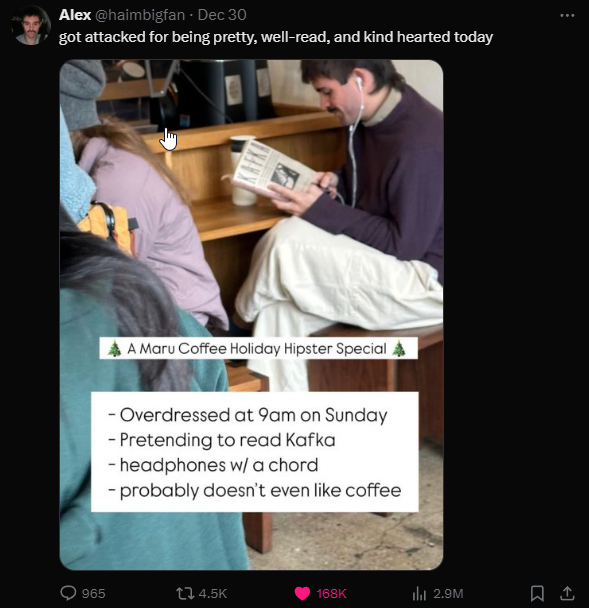 Alex @haimbigfan · Dec 30
got attacked for being pretty, well-read, and kind hearted today
🎄 A Maru Coffee Holiday Hipster Special 🎄
- Overdressed at 9am on Sunday
- Pretending to read Kafka
- headphones w/ a chord
- probably doesn't even like coffee
965 4.5K 168K 2.9M